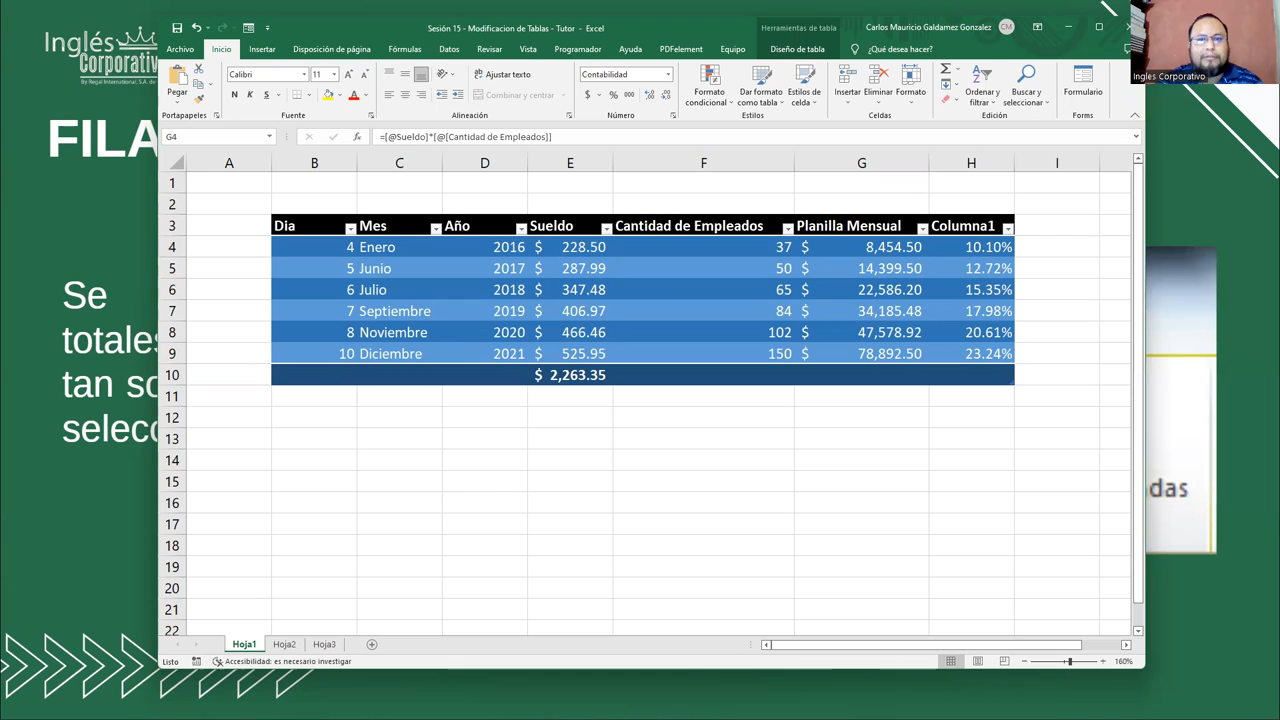 Inglés
Corporativo
By Regal International, S.A. de
FILA
Se
totales
tan so
selecc
das
Ingles Corporativo
Sesión 15 - Modificacion de Tablas - Tutor - Excel
Herramientas de tabla
Carlos Mauricio Galdamez Gonzalez
CM
Archivo Inicio Insertar Disposición de página Fórmulas Datos Revisar Vista Programador Ayuda PDFelement Equipo Diseño de tabla ¿Qué desea hacer?
Pegar
Calibri 11
N K S
Ajustar texto
Combinar y centrar
Contabilidad
$ % 000
Formato condicional
Dar formato como tabla
Estilos de celda
Insertar Eliminar Formato
Ordenar y filtrar
Buscar y seleccionar
Formulario
Portapapeles Fuente Alineación Número Estilos Celdas Edición Forms
G4 fx =[@Sueldo]*[@[Cantidad de Empleados]]
A B C D E F G H I
1
2
3 Dia Mes Año Sueldo Cantidad de Empleados Planilla Mensual Columna1
4 4 Enero 2016 $ 228.50 37 $ 8,454.50 10.10%
5 5 Junio 2017 $ 287.99 50 $ 14,399.50 12.72%
6 6 Julio 2018 $ 347.48 65 $ 22,586.20 15.35%
7 7 Septiembre 2019 $ 406.97 84 $ 34,185.48 17.98%
8 8 Noviembre 2020 $ 466.46 102 $ 47,578.92 20.61%
9 10 Diciembre 2021 $ 525.95 150 $ 78,892.50 23.24%
10 $ 2,263.35
11
12
13
14
15
16
17
18
19
20
21
22
Hoja1 Hoja2 Hoja3
Listo Accesibilidad: es necesario investigar 160%